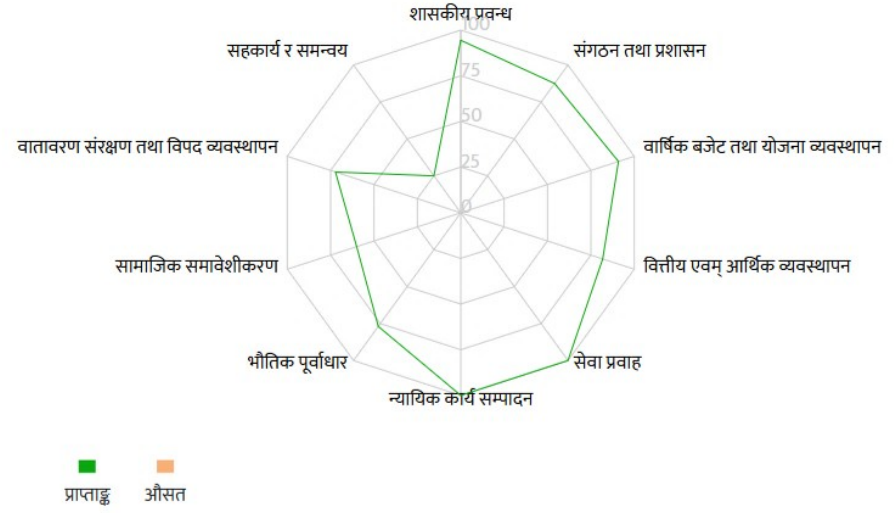 शासकीय प्रवन्ध
100
सहकार्य र समन्वय
संगठन तथा प्रशासन
75
50
वातावरण संरक्षण तथा विपद व्यवस्थापन
वार्षिक बजेट तथा योजना व्यवस्थापन
25
0
सामाजिक समावेशीकरण
वित्तीय एवम् आर्थिक व्यवस्थापन
भौतिक पूर्वाधार
सेवा प्रवाह
न्यायिक कार्य सम्पादन
प्राप्ताङ्क
औसत